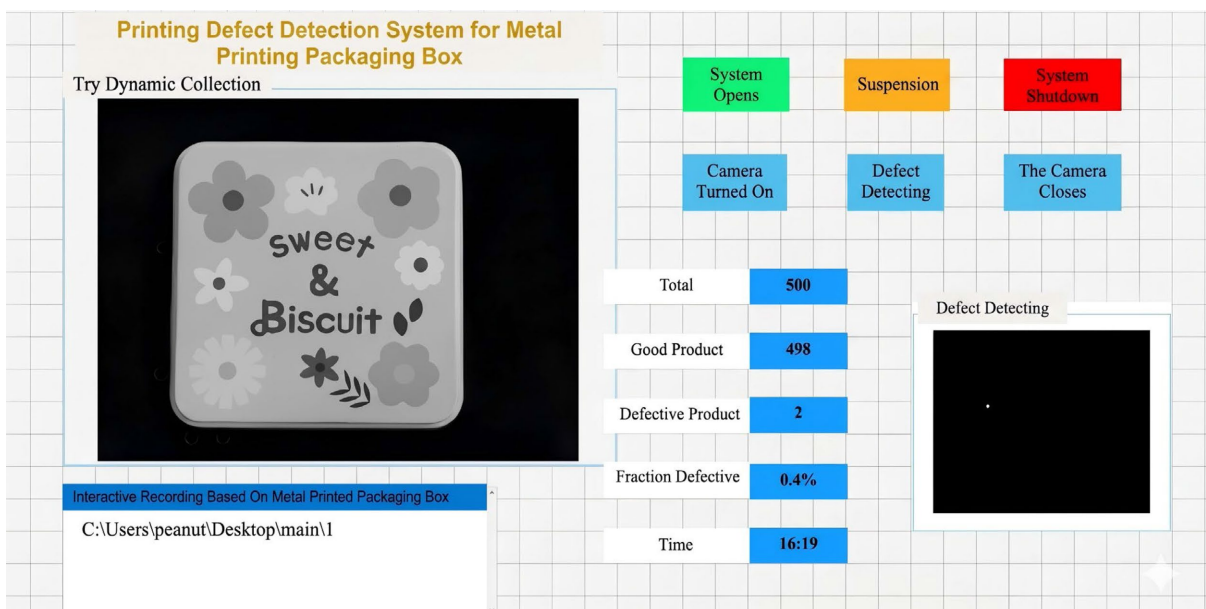 Printing Defect Detection System for Metal
Printing Packaging Box
Try Dynamic Collection
sweet
&
Biscuit
Interactive Recording Based On Metal Printed Packaging Box
C:\Users\peanut\Desktop\main\1
System
Opens
Suspension
System
Shutdown
Camera
Turned On
Defect
Detecting
The Camera
Closes
Total
500
Good Product
498
Defective Product
2
Fraction Defective
0.4%
Time
16:19
Defect Detecting